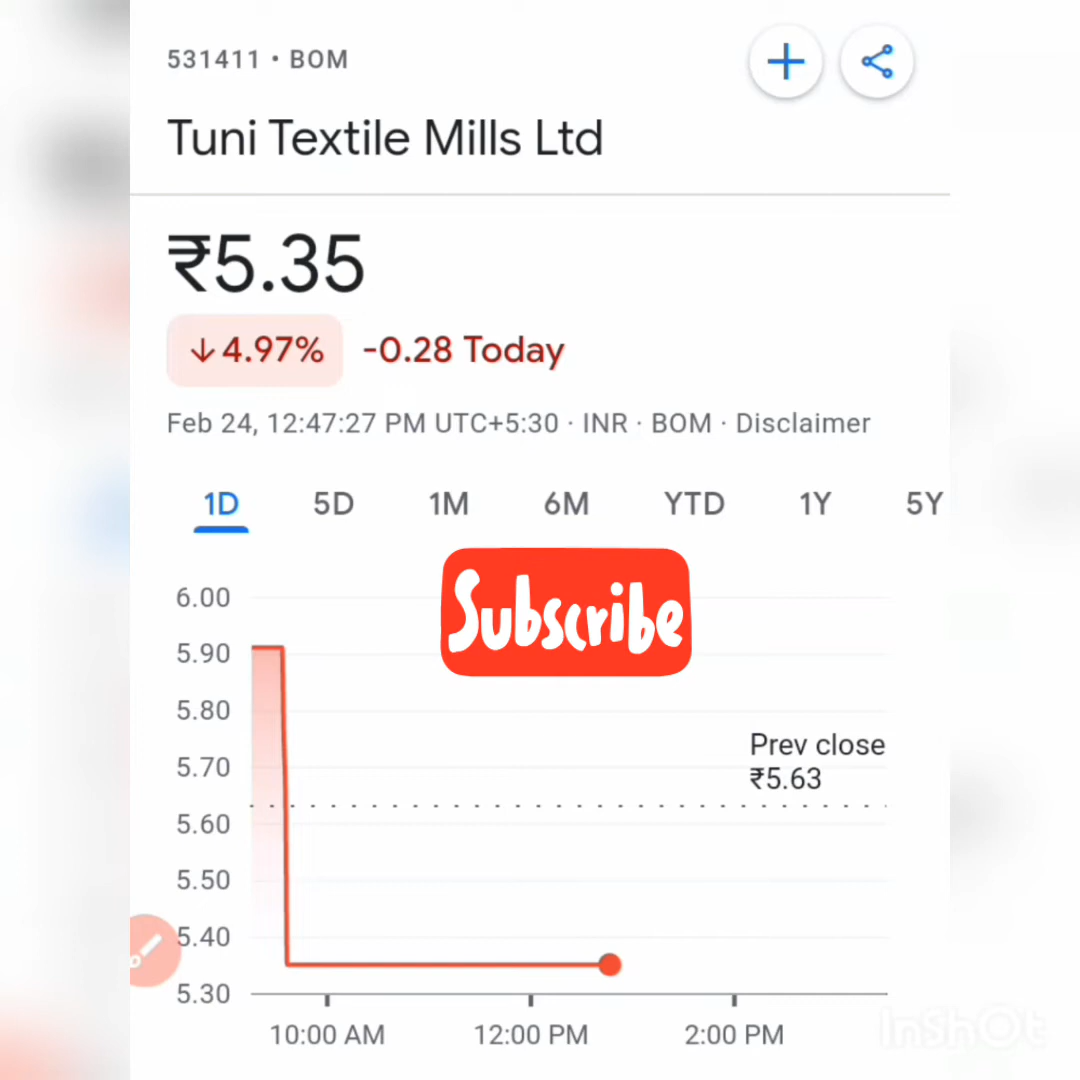 531411 • BOM
Tuni Textile Mills Ltd
₹5.35
↓4.97% -0.28 Today
Feb 24, 12:47:27 PM UTC+5:30 · INR · BOM · Disclaimer
1D 5D 1M 6M YTD 1Y 5Y
Subscribe
6.00
5.90
5.80
Prev close
5.70
₹5.63
5.60
5.50
5.40
5.30
10:00 AM 12:00 PM 2:00 PM
InShOt